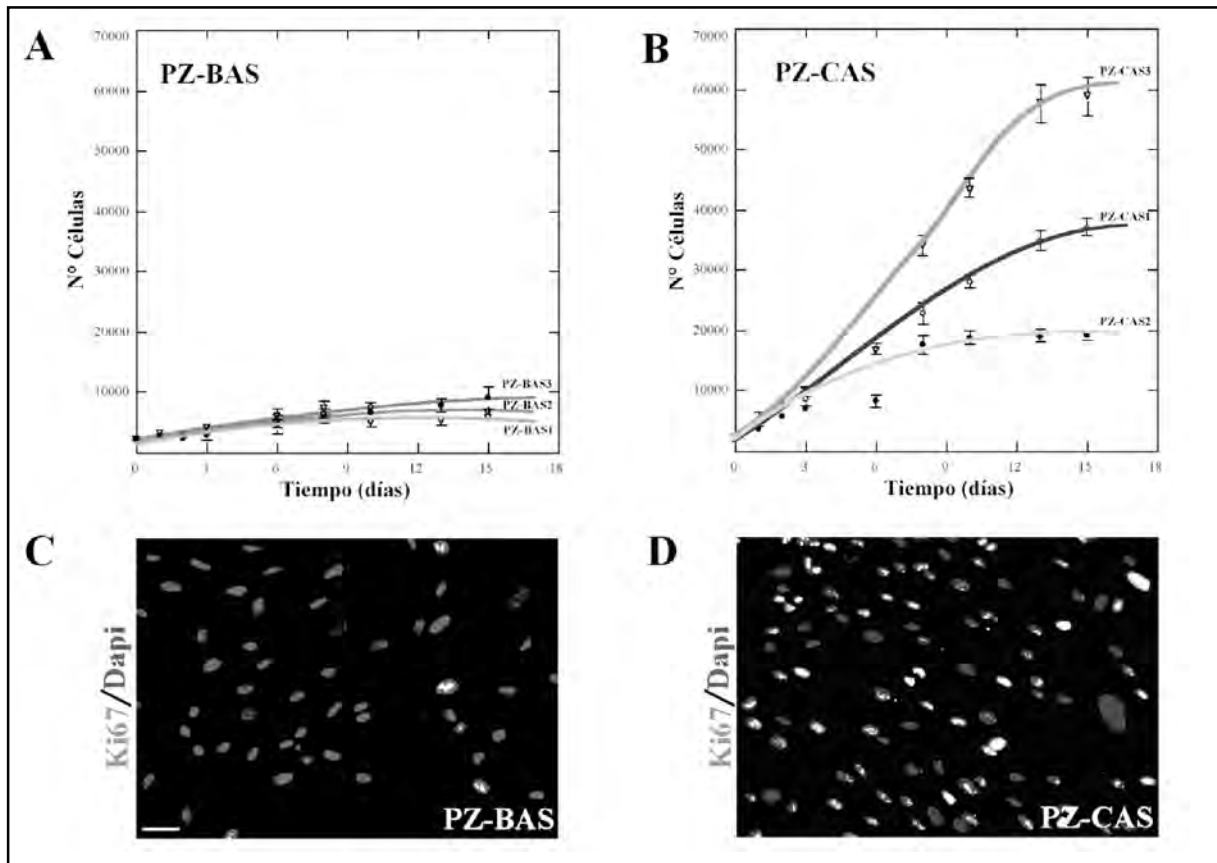 A
PZ-BAS
70000
60000
50000
40000
30000
20000
10000
Nº Células
PZ-BAS3
PZ-BAS2
PZ-BAS1
0 3 6 9 12 15 18
Tiempo (días)
B
PZ-CAS
70000
60000
50000
40000
30000
20000
10000
Nº Células
PZ-CAS3
PZ-CAS1
PZ-CAS2
0 3 6 9 12 15 18
Tiempo (días)
C
Ki67/Dapi
PZ-BAS
D
Ki67/Dapi
PZ-CAS